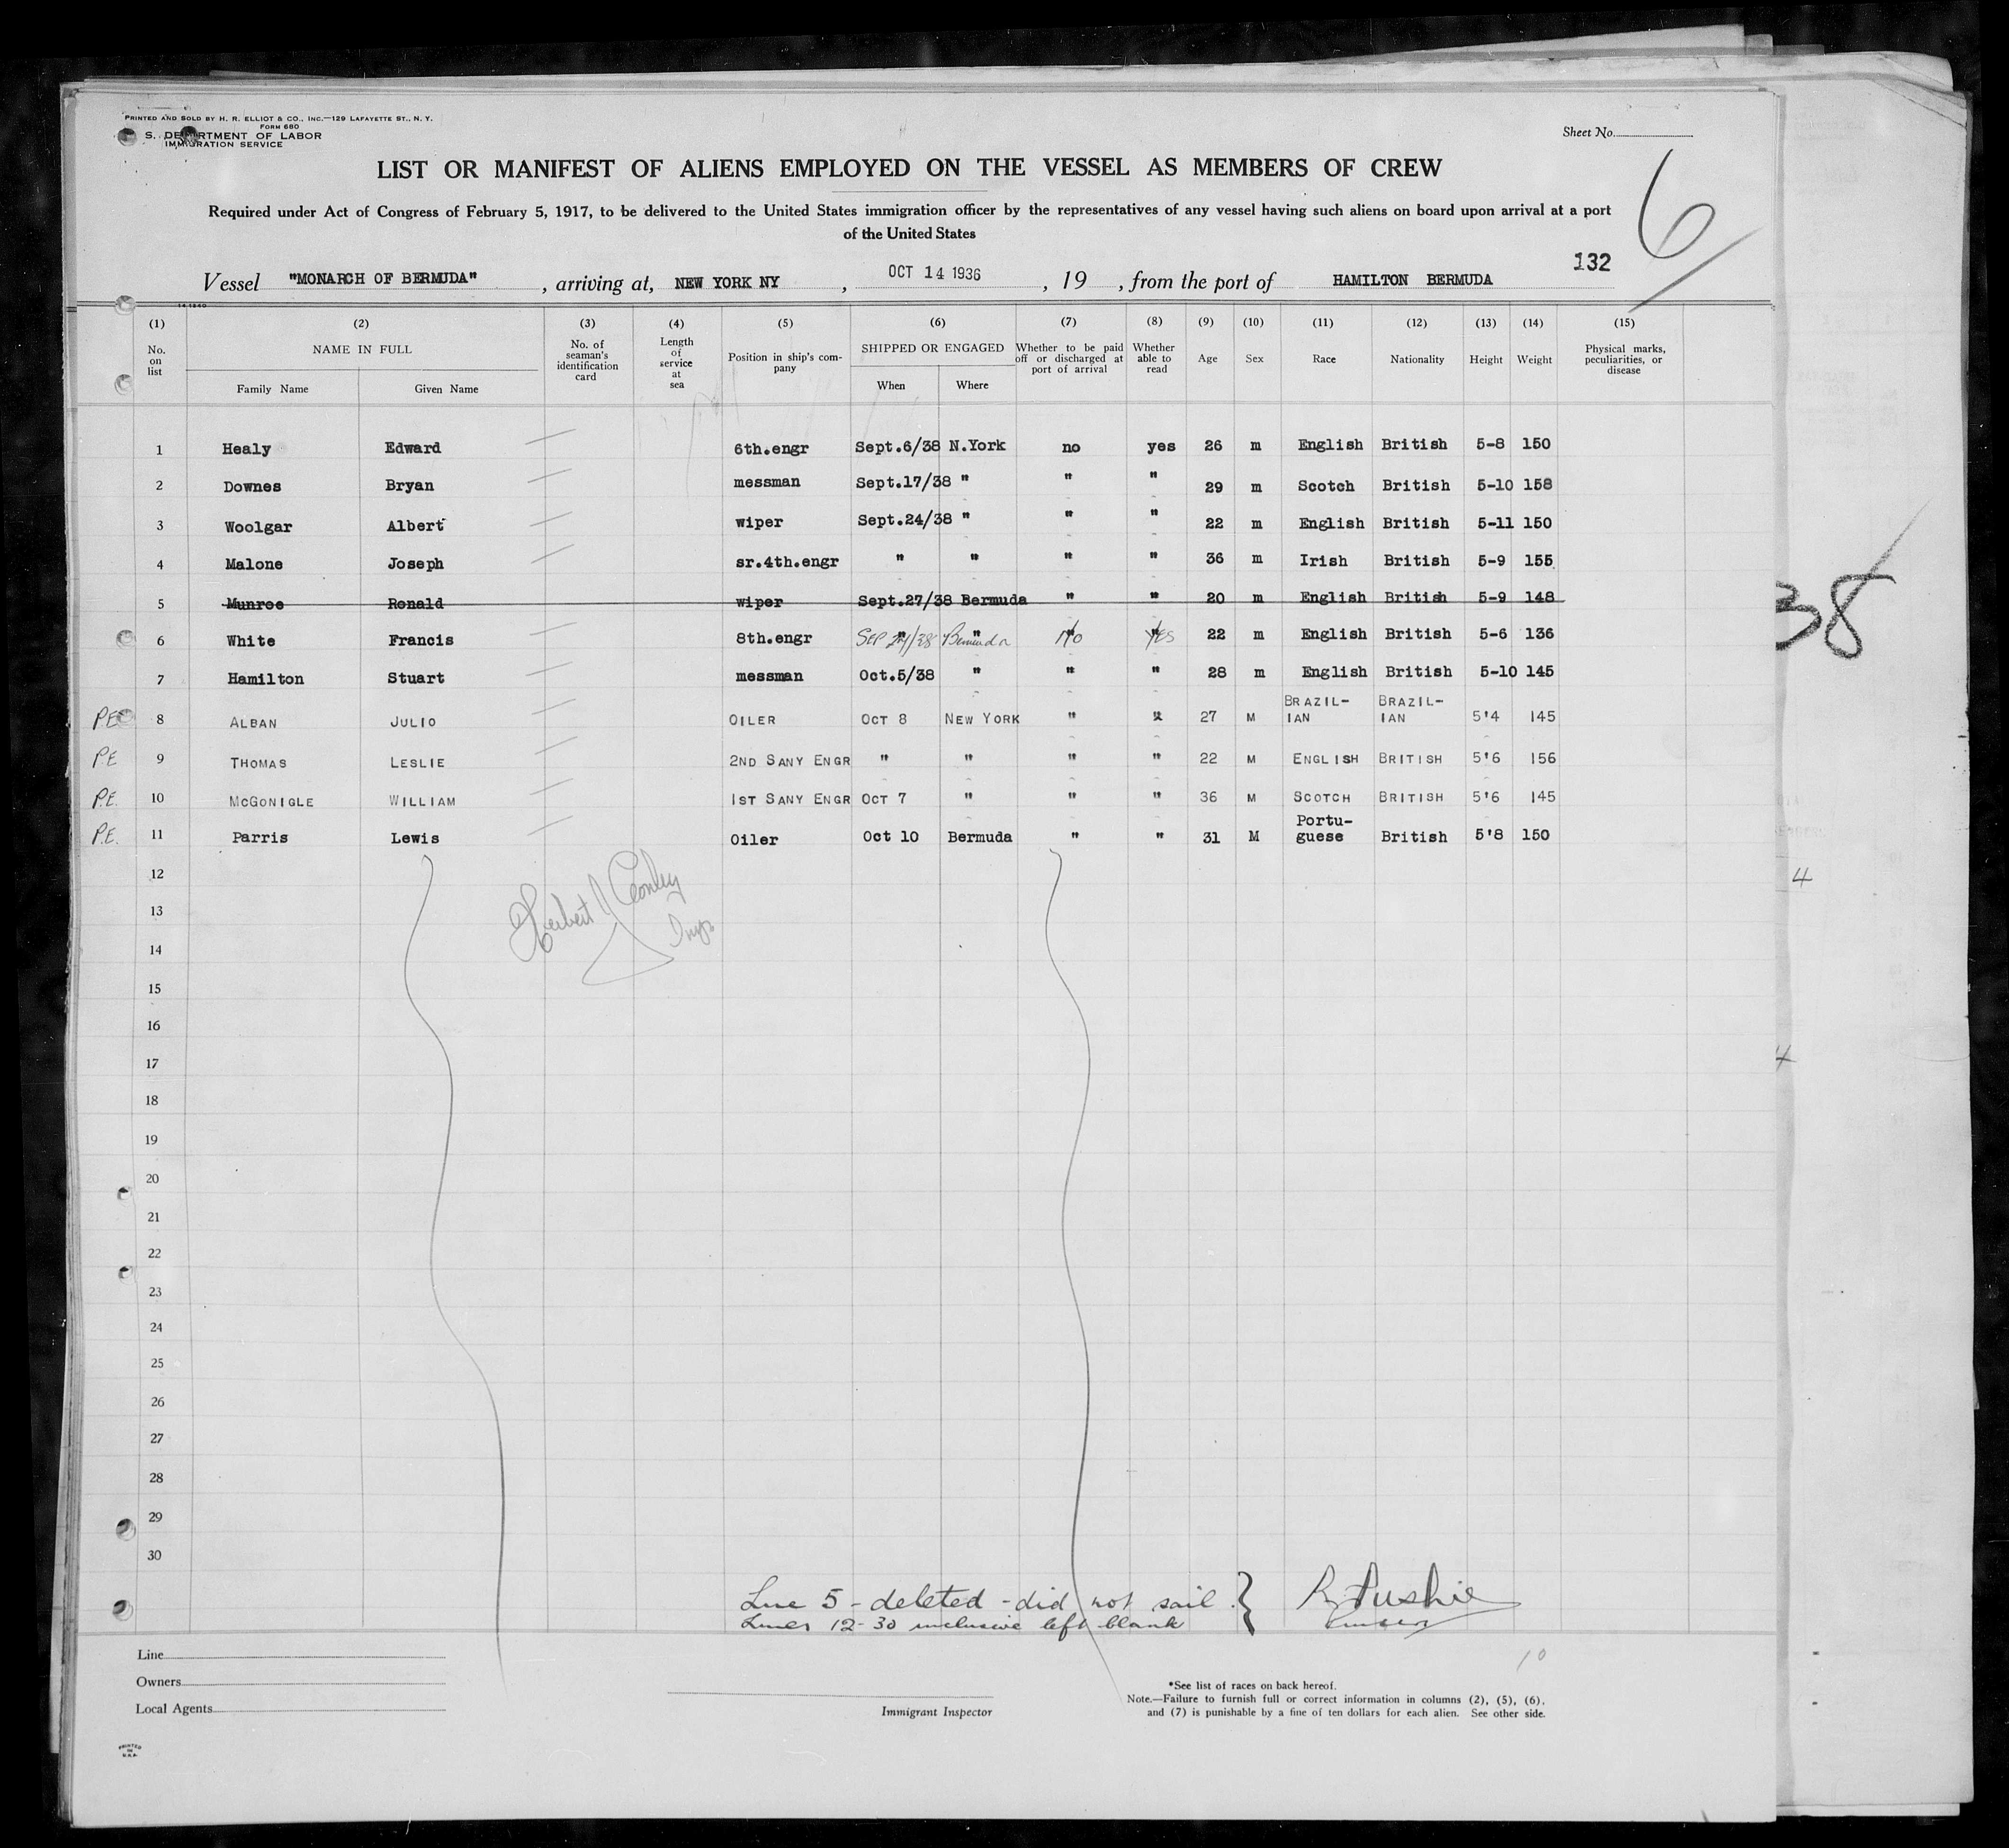 PRINTED AND SOLD BY H. R. ELLIOT & CO., INC.—129 LAFAYETTE ST., N. Y.
FORM 680
S. DEPARTMENT OF LABOR
IMMIGRATION SERVICE
Sheet No.
LIST OR MANIFEST OF ALIENS EMPLOYED ON THE VESSEL AS MEMBERS OF CREW
6
Required under Act of Congress of February 5, 1917, to be delivered to the United States immigration officer by the representatives of any vessel having such aliens on board upon arrival at a port
of the United States
132
Vessel "MONARCH OF BERMUDA" , arriving at, NEW YORK NY , OCT 14 1936 , 19 , from the port of HAMILTON BERMUDA
(1) (2) (3) (4) (5) (6) (7) (8) (9) (10) (11) (12) (13) (14) (15)
No. on list
NAME IN FULL
Family Name Given Name
No. of seaman's identification card
Length of service at sea
Position in ship's company
SHIPPED OR ENGAGED
When Where
Whether to be paid off or discharged at port of arrival
Whether able to read
Age
Sex
Race
Nationality
Height
Weight
Physical marks, peculiarities, or disease
1 Healy Edward 6th.engr Sept.6/38 N.York no yes 26 m English British 5-8 150
2 Downes Bryan messman Sept.17/38 " " " 29 m Scotch British 5-10 158
3 Woolgar Albert wiper Sept.24/38 " " " 22 m English British 5-11 150
4 Malone Joseph sr.4th.engr " " " " 36 m Irish British 5-9 155
5 Munroe Ronald wiper Sept.27/38 Bermuda " " 20 m English British 5-9 148
6 White Francis 8th.engr Sep 27/38 Bermuda No Yes 22 m English British 5-6 136
7 Hamilton Stuart messman Oct.5/38 " " " 28 m English British 5-10 145
P.E. 8 ALBAN JULIO OILER OCT 8 NEW YORK " " 27 M BRAZIL-IAN BRAZIL-IAN 5'4 145
P.E. 9 THOMAS LESLIE 2ND SANY ENGR " " " " 22 M ENGLISH BRITISH 5'6 156
P.E. 10 MCGONIGLE WILLIAM 1ST SANY ENGR OCT 7 " " " 36 M SCOTCH BRITISH 5'6 145
P.E. 11 Parris Lewis Oiler Oct 10 Bermuda " " 31 M Portu-guese British 5'8 150
12
Herbert J Conley
Insp
13
14
15
16
17
18
19
20
21
22
23
24
25
26
27
28
29
30
Line 5 - deleted - did not sail.
Lines 12-30 inclusive left blank
Line
Owners
Local Agents
Immigrant Inspector
10
*See list of races on back hereof.
Note.—Failure to furnish full or correct information in columns (2), (5), (6),
and (7) is punishable by a fine of ten dollars for each alien. See other side.
PRINTED
IN
U.S.A.
38
4
4